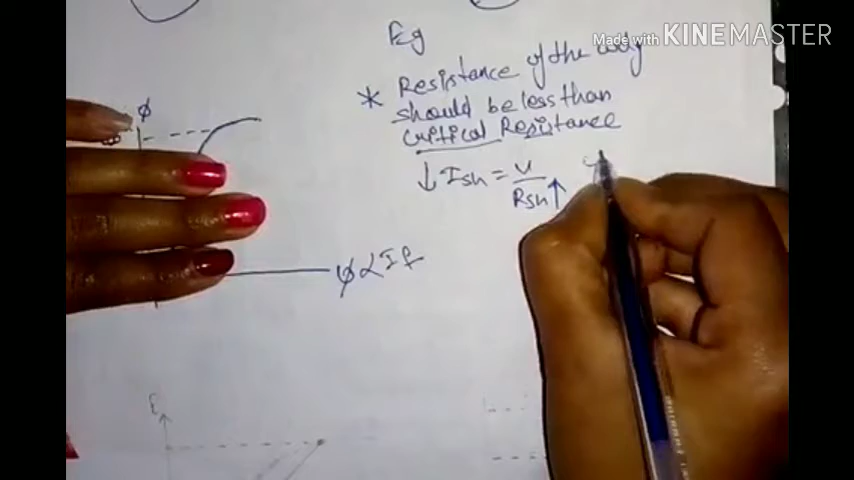 Eg
Made with KINEMASTER
* Resistance of the
should be less than
critical Resistance
↓ Ish = V / Rsh ↑
ϕ
ϕ ∝ If
E